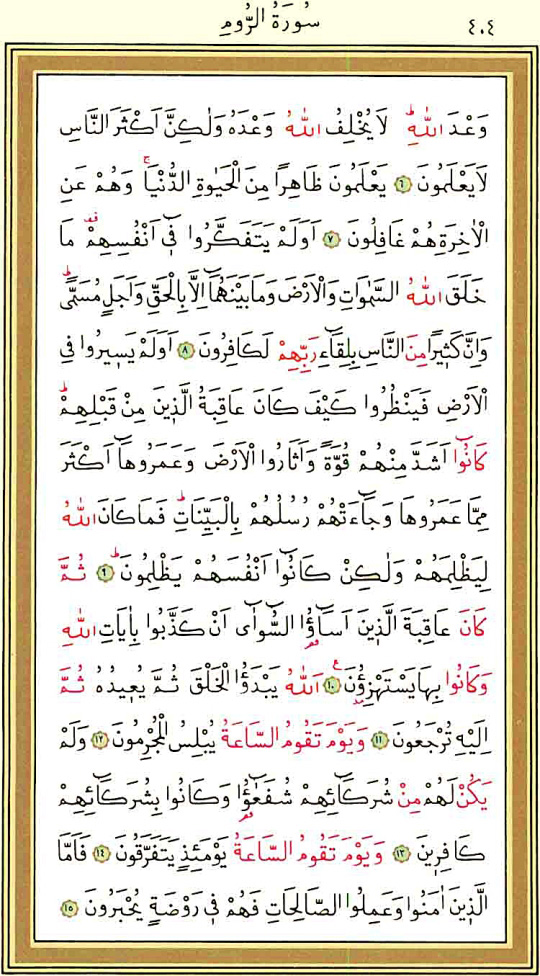 ٤٠٤ سُورَةُ الرُّومِ
وَعْدَ اللّٰهِۜ لَا يُخْلِفُ اللّٰهُ وَعْدَهُ وَلٰكِنَّ اَكْثَرَ النَّاسِ
لَا يَعْلَمُونَ ﴿٦﴾ يَعْلَمُونَ ظَاهِرًا مِنَ الْحَيٰوةِ الدُّنْيَاۚ وَهُمْ عَنِ
الْاٰخِرَةِ هُمْ غَافِلُونَ ﴿٧﴾ اَوَلَمْ يَتَفَكَّرُوا ف۪ٓي اَنْفُسِهِمْ۠ مَا
خَلَقَ اللّٰهُ السَّمٰوَاتِ وَالْاَرْضَ وَمَا بَيْنَهُمَٓا اِلَّا بِالْحَقِّ وَاَجَلٍ مُسَمًّىۜ
وَاِنَّ كَث۪يرًا مِنَ النَّاسِ بِلِقَٓاءِ رَبِّهِمْ لَكَافِرُونَ ﴿٨﴾ اَوَلَمْ يَس۪يرُوا فِي
الْاَرْضِ فَيَنْظُرُوا كَيْفَ كَانَ عَاقِبَةُ الَّذ۪ينَ مِنْ قَبْلِهِمْۜ
كَانُٓوا اَشَدَّ مِنْهُمْ قُوَّةً وَاَثَارُوا الْاَرْضَ وَعَمَرُوهَٓا اَكْثَرَ
مِمَّا عَمَرُوهَا وَجَٓاءَتْهُمْ رُسُلُهُمْ بِالْبَيِّنَاتِۜ فَمَا كَانَ اللّٰهُ
لِيَظْلِمَهُمْ وَلٰكِنْ كَانُٓوا اَنْفُسَهُمْ يَظْلِمُونَۜ ﴿٩﴾ ثُمَّ
كَانَ عَاقِبَةَ الَّذ۪ينَ اَسَٓاؤُ۫ا السُّٓوآٰى اَنْ كَذَّبُوا بِاٰيَاتِ اللّٰهِ
وَكَانُوا بِهَا يَسْتَهْزِؤُ۫نَ۟ ﴿١٠﴾ اَللّٰهُ يَبْدَؤُا الْخَلْقَ ثُمَّ يُع۪يدُهُ ثُمَّ
اِلَيْهِ تُرْجَعُونَ ﴿١١﴾ وَيَوْمَ تَقُومُ السَّاعَةُ يُبْلِسُ الْمُجْرِمُونَ ﴿١٢﴾ وَلَمْ
يَكُنْ لَهُمْ مِنْ شُرَكَٓائِهِمْ شُفَعٰٓؤُ۬ا وَكَانُوا بِشُرَكَٓائِهِمْ
كَافِر۪ينَ ﴿١٣﴾ وَيَوْمَ تَقُومُ السَّاعَةُ يَوْمَئِذٍ يَتَفَرَّقُونَ ﴿١٤﴾ فَاَمَّا
الَّذ۪ينَ اٰمَنُوا وَعَمِلُوا الصَّالِحَاتِ فَهُمْ ف۪ي رَوْضَةٍ يُحْبَرُونَ ﴿١٥﴾